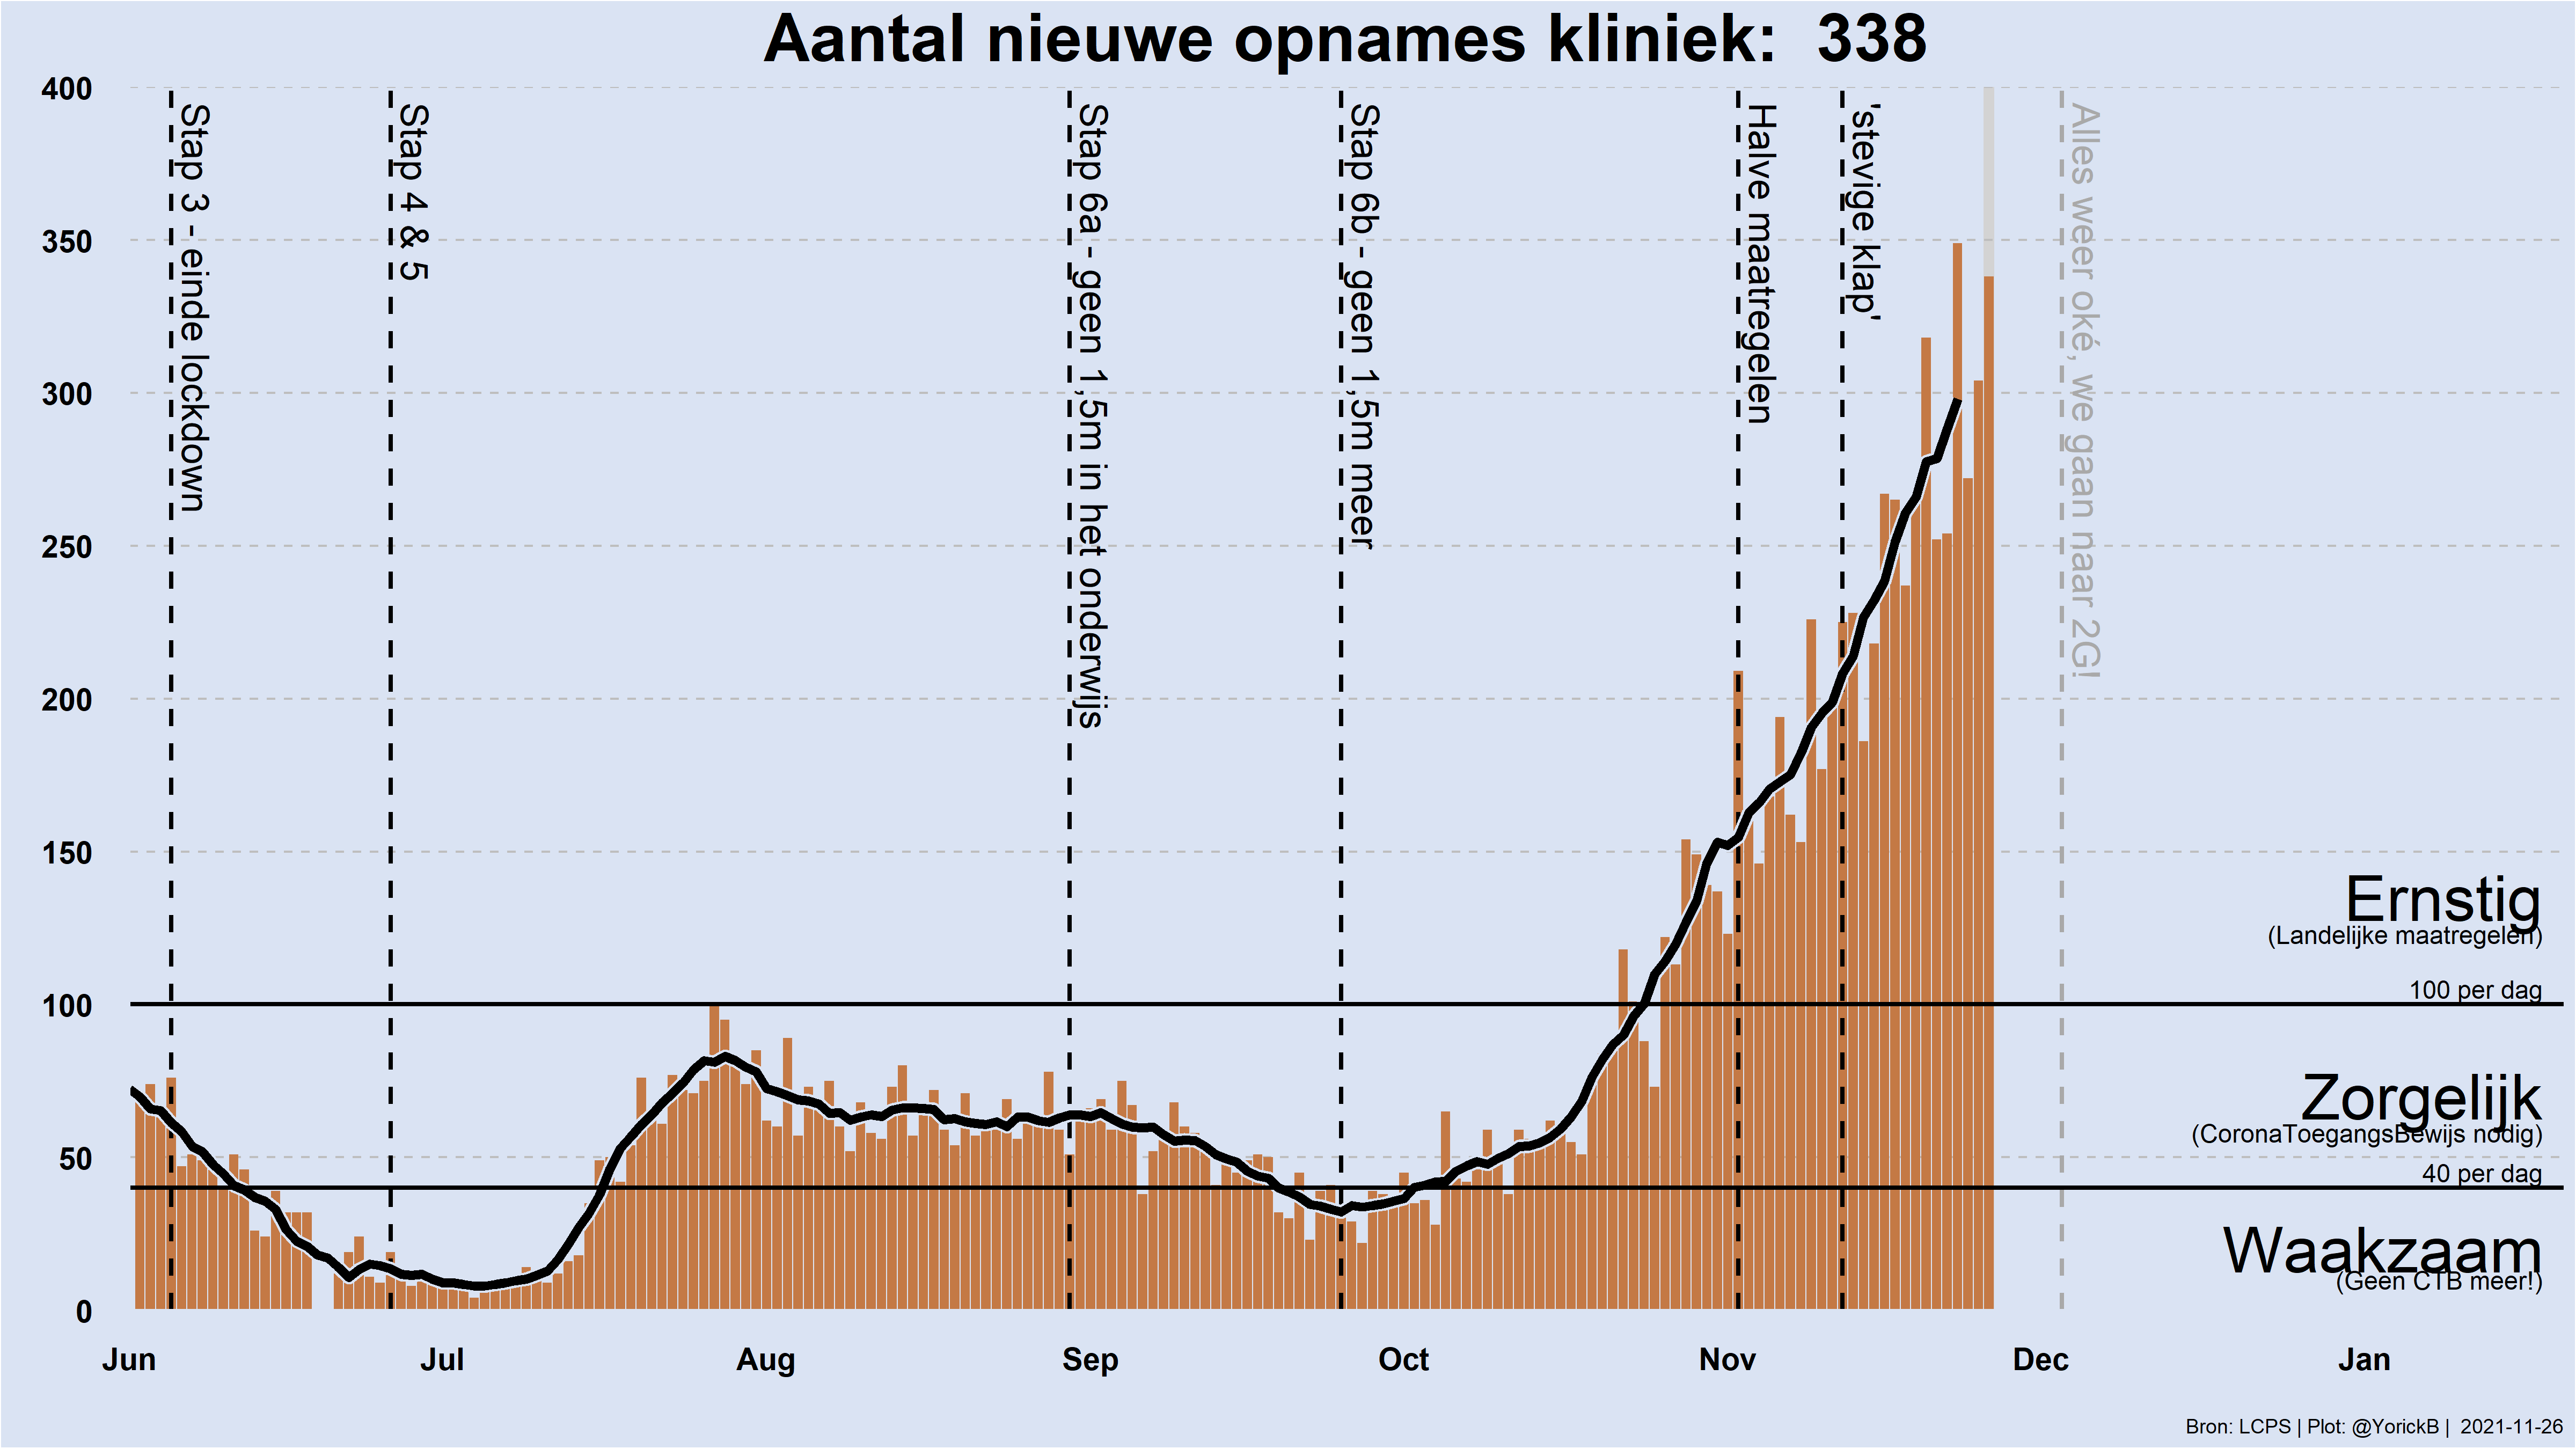 Aantal nieuwe opnames kliniek: 338
400
350
300
250
200
150
100
50
0
Stap 3 - einde lockdown
Stap 4 & 5
Stap 6a - geen 1,5m in het onderwijs
Stap 6b - geen 1,5m meer
Halve maatregelen
'stevige klap'
Alles weer oké, we gaan naar 2G!
Ernstig
(Landelijke maatregelen)
100 per dag
Zorgelijk
(CoronaToegangsBewijs nodig)
40 per dag
Waakzaam
(Geen CTB meer!)
Jun Jul Aug Sep Oct Nov Dec Jan
Bron: LCPS | Plot: @YorickB | 2021-11-26